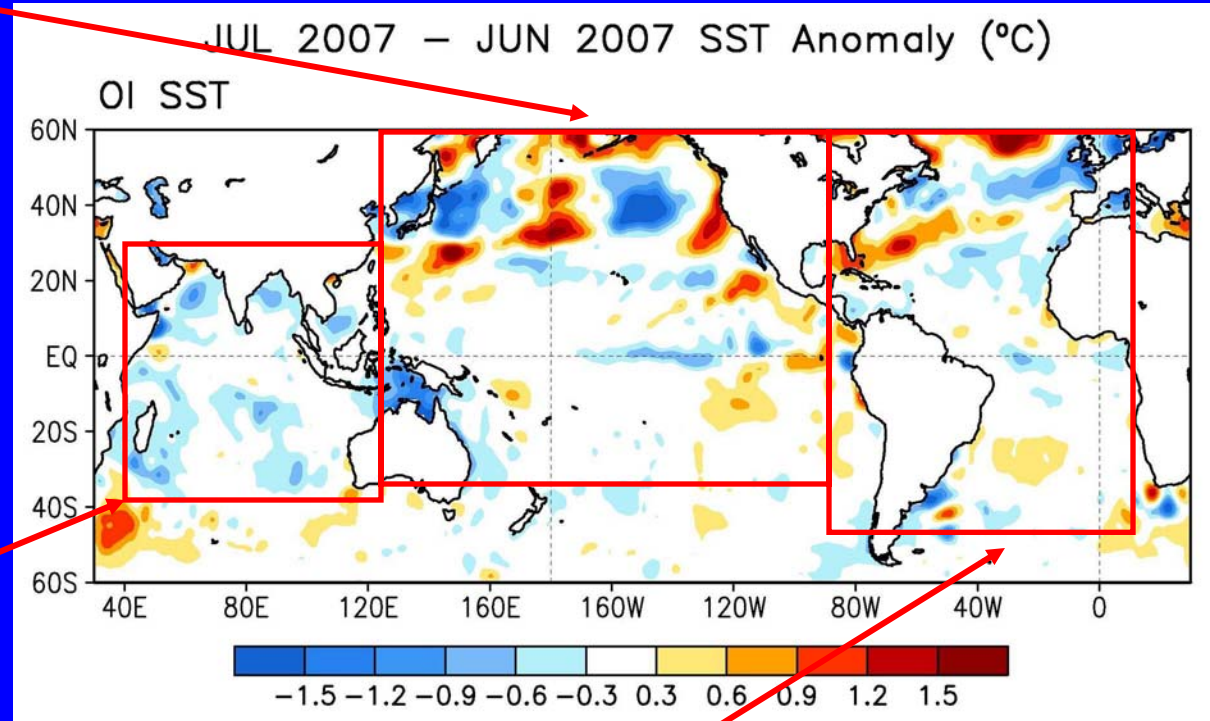 JUL 2007 – JUN 2007 SST Anomaly (°C)
OI SST
60N
40N
20N
EQ
20S
40S
60S
40E 80E 120E 160E 160W 120W 80W 40W 0
−1.5 −1.2 −0.9 −0.6 −0.3 0.3 0.6 0.9 1.2 1.5